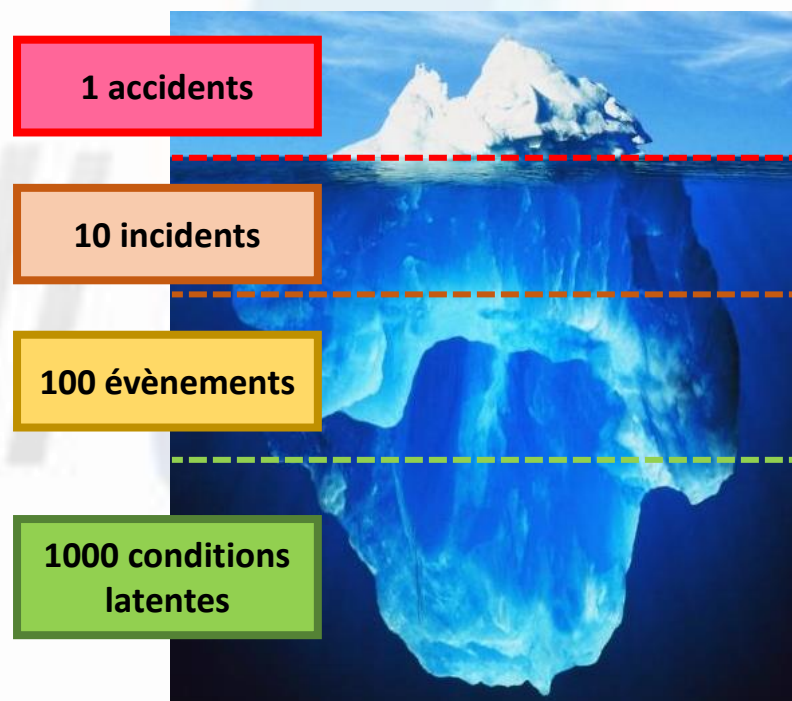 1 accidents
10 incidents
100 évènements
1000 conditions
latentes